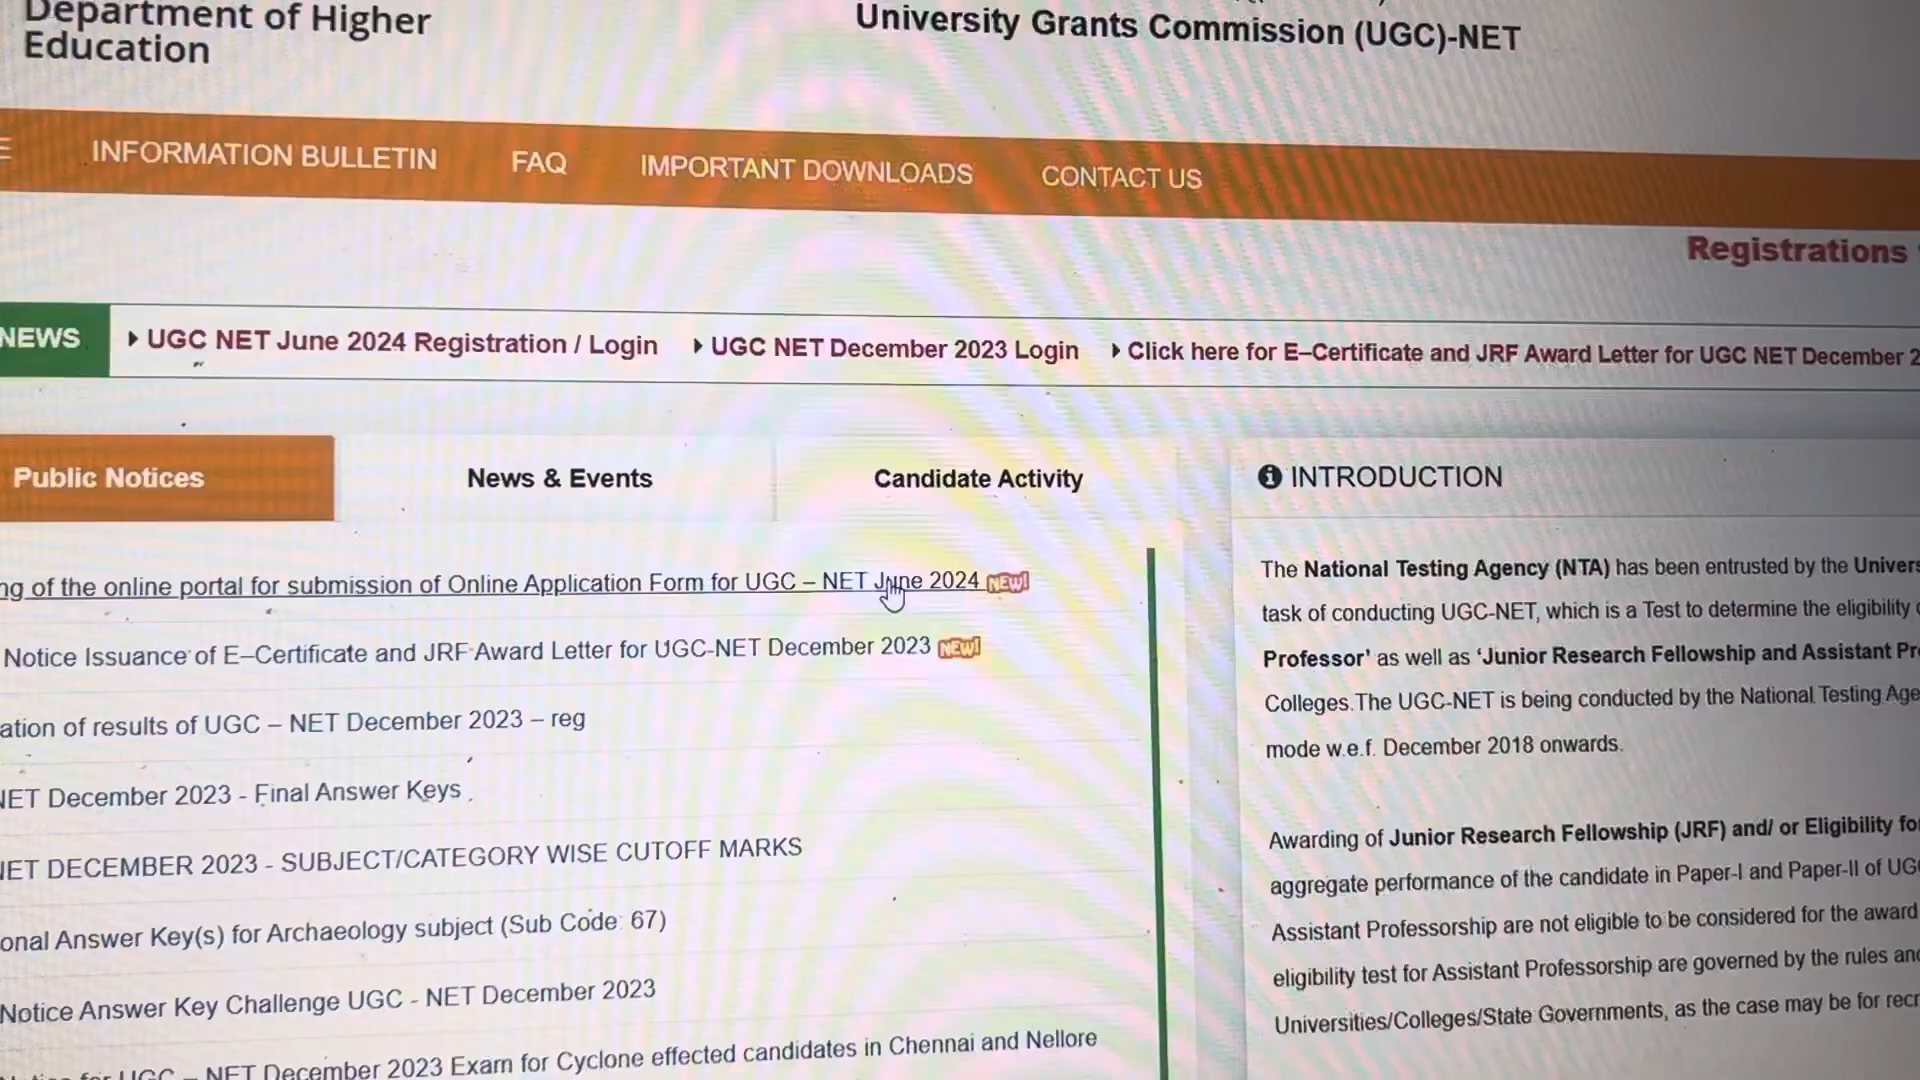 Department of Higher
Education
University Grants Commission (UGC)-NET
INFORMATION BULLETIN
FAQ
IMPORTANT DOWNLOADS
CONTACT US
Registrations
NEWS
UGC NET June 2024 Registration / Login
UGC NET December 2023 Login
Click here for E–Certificate and JRF Award Letter for UGC NET December 2
Public Notices
News & Events
Candidate Activity
of the online portal for submission of Online Application Form for UGC – NET June 2024 NEW!
Notice Issuance of E–Certificate and JRF Award Letter for UGC-NET December 2023 NEW!
of results of UGC – NET December 2023 – reg
NET December 2023 - Final Answer Keys
NET DECEMBER 2023 - SUBJECT/CATEGORY WISE CUTOFF MARKS
Answer Key(s) for Archaeology subject (Sub Code: 67)
Notice Answer Key Challenge UGC - NET December 2023
for UGC – NET December 2023 Exam for Cyclone effected candidates in Chennai and Nellore
INTRODUCTION
The National Testing Agency (NTA) has been entrusted by the
task of conducting UGC-NET, which is a Test to determine the eligibility
Professor' as well as ‘Junior Research Fellowship and Assistant
Colleges.The UGC-NET is being conducted by the National Testing
mode w.e.f. December 2018 onwards.
Awarding of Junior Research Fellowship (JRF) and/ or Eligibility for
aggregate performance of the candidate in Paper-I and Paper-II of
Assistant Professorship are not eligible to be considered for the award
eligibility test for Assistant Professorship are governed by the rules and
Universities/Colleges/State Governments, as the case may be for